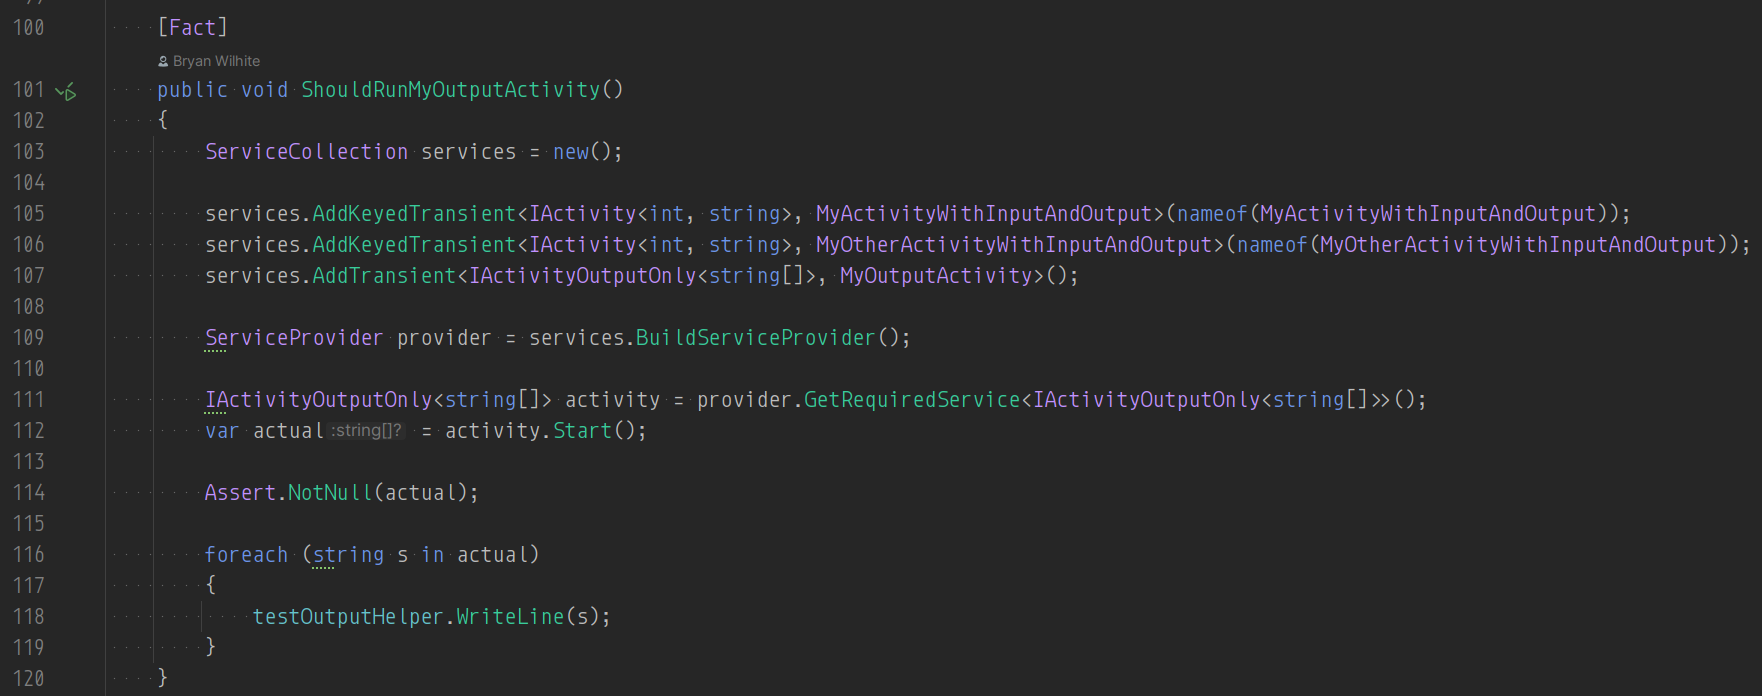 100 [Fact]
Bryan Wilhite
101 public void ShouldRunMyOutputActivity()
102 {
103 ServiceCollection services = new();
104
105 services.AddKeyedTransient<IActivity<int, string>, MyActivityWithInputAndOutput>(nameof(MyActivityWithInputAndOutput));
106 services.AddKeyedTransient<IActivity<int, string>, MyOtherActivityWithInputAndOutput>(nameof(MyOtherActivityWithInputAndOutput));
107 services.AddTransient<IActivityOutputOnly<string[]>, MyOutputActivity>();
108
109 ServiceProvider provider = services.BuildServiceProvider();
110
111 IActivityOutputOnly<string[]> activity = provider.GetRequiredService<IActivityOutputOnly<string[]>>();
112 var actual :string[]? = activity.Start();
113
114 Assert.NotNull(actual);
115
116 foreach (string s in actual)
117 {
118 testOutputHelper.WriteLine(s);
119 }
120 }